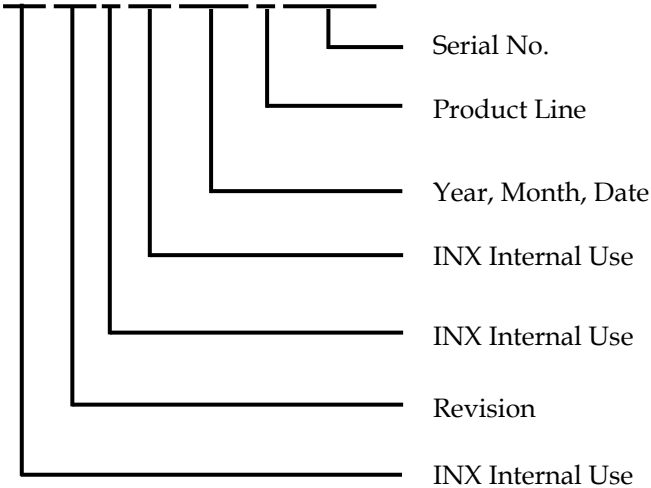 Serial No.
Product Line
Year, Month, Date
INX Internal Use
INX Internal Use
Revision
INX Internal Use